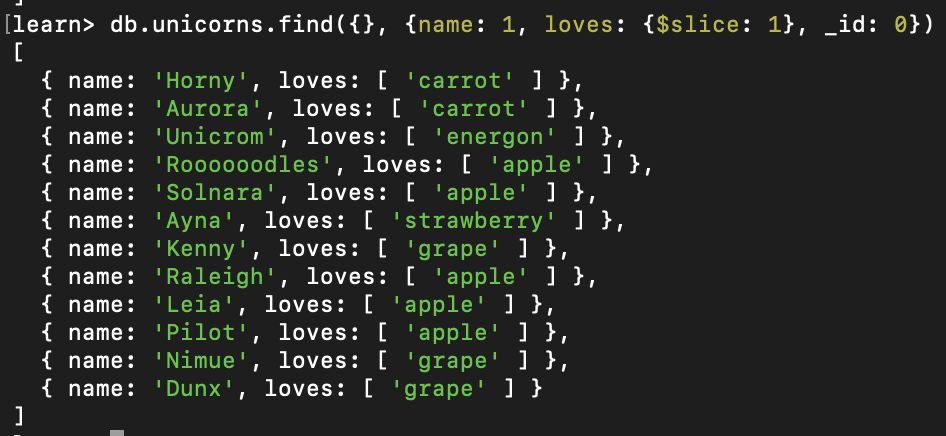 [learn> db.unicorns.find({}, {name: 1, loves: {$slice: 1}, _id: 0})
[
  { name: 'Horny', loves: [ 'carrot' ] },
  { name: 'Aurora', loves: [ 'carrot' ] },
  { name: 'Unicrom', loves: [ 'energon' ] },
  { name: 'Roooooodles', loves: [ 'apple' ] },
  { name: 'Solnara', loves: [ 'apple' ] },
  { name: 'Ayna', loves: [ 'strawberry' ] },
  { name: 'Kenny', loves: [ 'grape' ] },
  { name: 'Raleigh', loves: [ 'apple' ] },
  { name: 'Leia', loves: [ 'apple' ] },
  { name: 'Pilot', loves: [ 'apple' ] },
  { name: 'Nimue', loves: [ 'grape' ] },
  { name: 'Dunx', loves: [ 'grape' ] }
]